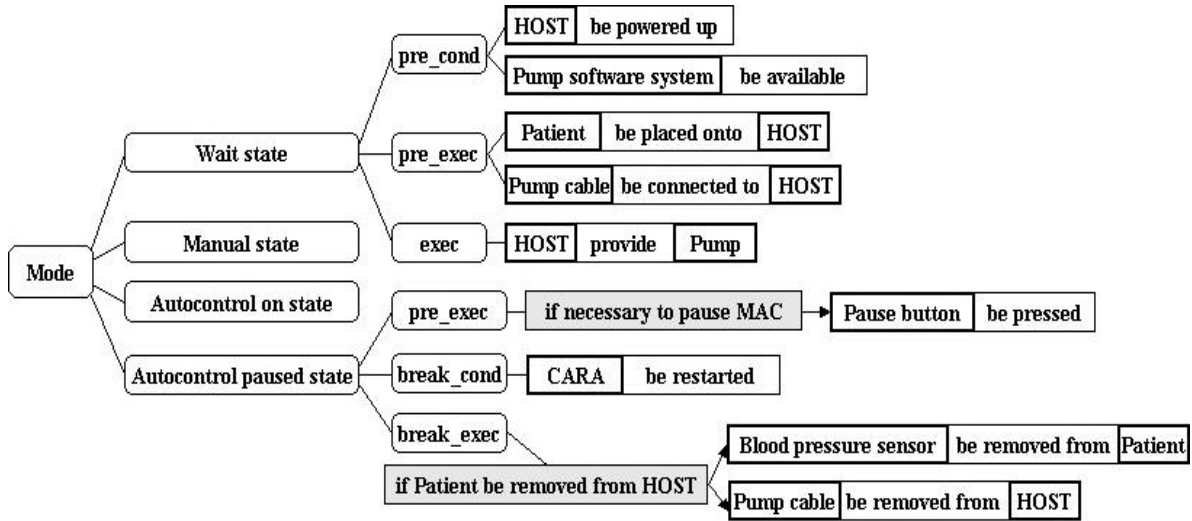 HOST be powered up
pre_cond
Pump software system be available
Patient be placed onto HOST
Wait state
pre_exec
Pump cable be connected to HOST
Manual state
exec
HOST provide Pump
Mode
Autocontrol on state
pre_exec
if necessary to pause MAC
Pause button be pressed
Autocontrol paused state
break_cond
CARA be restarted
break_exec
Blood pressure sensor be removed from Patient
if Patient be removed from HOST
Pump cable be removed from HOST